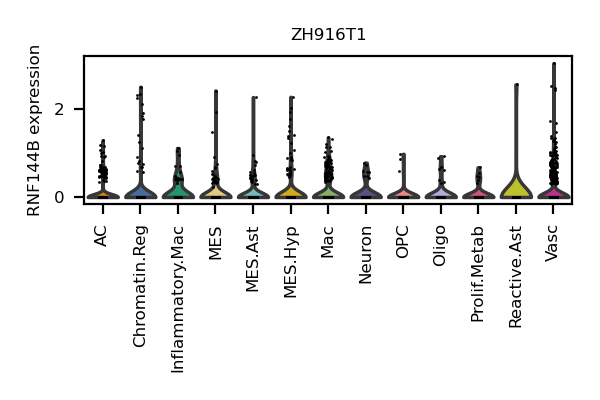 ZH916T1
RNF144B expression
2
0
AC
Chromatin.Reg
Inflammatory.Mac
MES
MES.Ast
MES.Hyp
Mac
Neuron
OPC
Oligo
Prolif.Metab
Reactive.Ast
Vasc